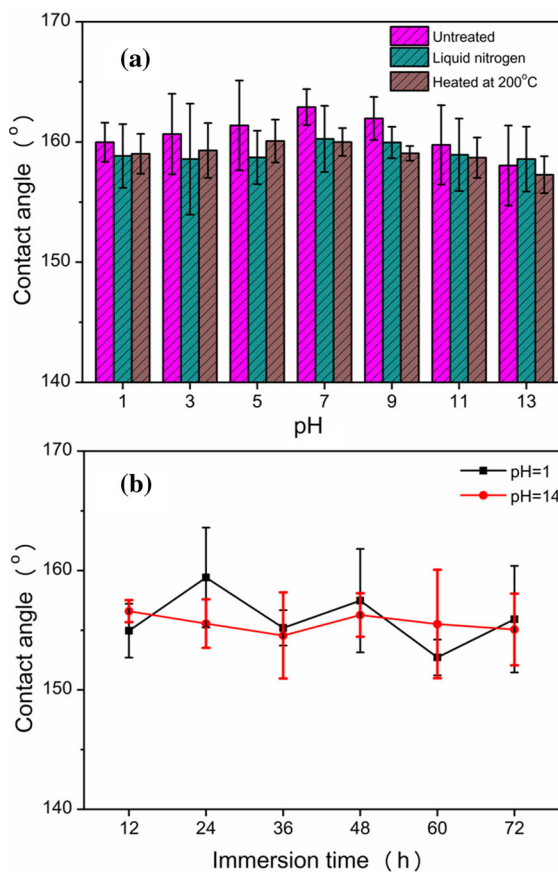 170
(a)
Untreated
Liquid nitrogen
Heated at 200°C
160
150
140
Contact angle (°)
1 3 5 7 9 11 13
pH
170
(b)
pH=1
pH=14
160
150
140
Contact angle (°)
12 24 36 48 60 72
Immersion time (h)